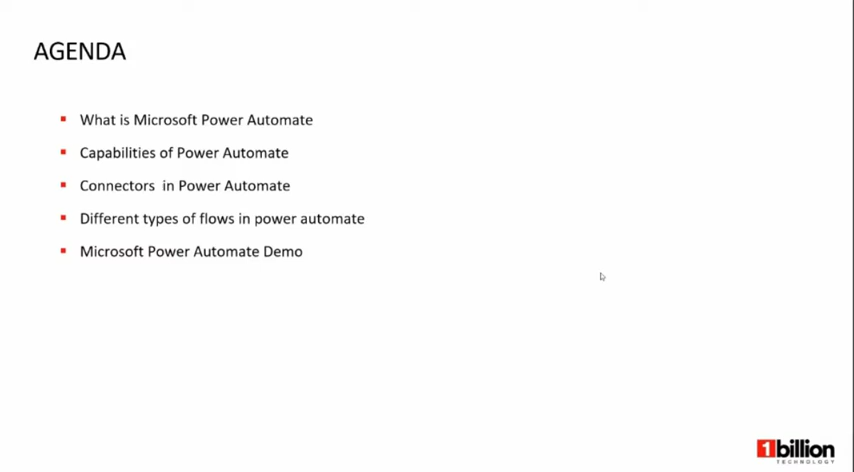 AGENDA
What is Microsoft Power Automate
Capabilities of Power Automate
Connectors  in Power Automate
Different types of flows in power automate
Microsoft Power Automate Demo
1billion
TECHNOLOGY